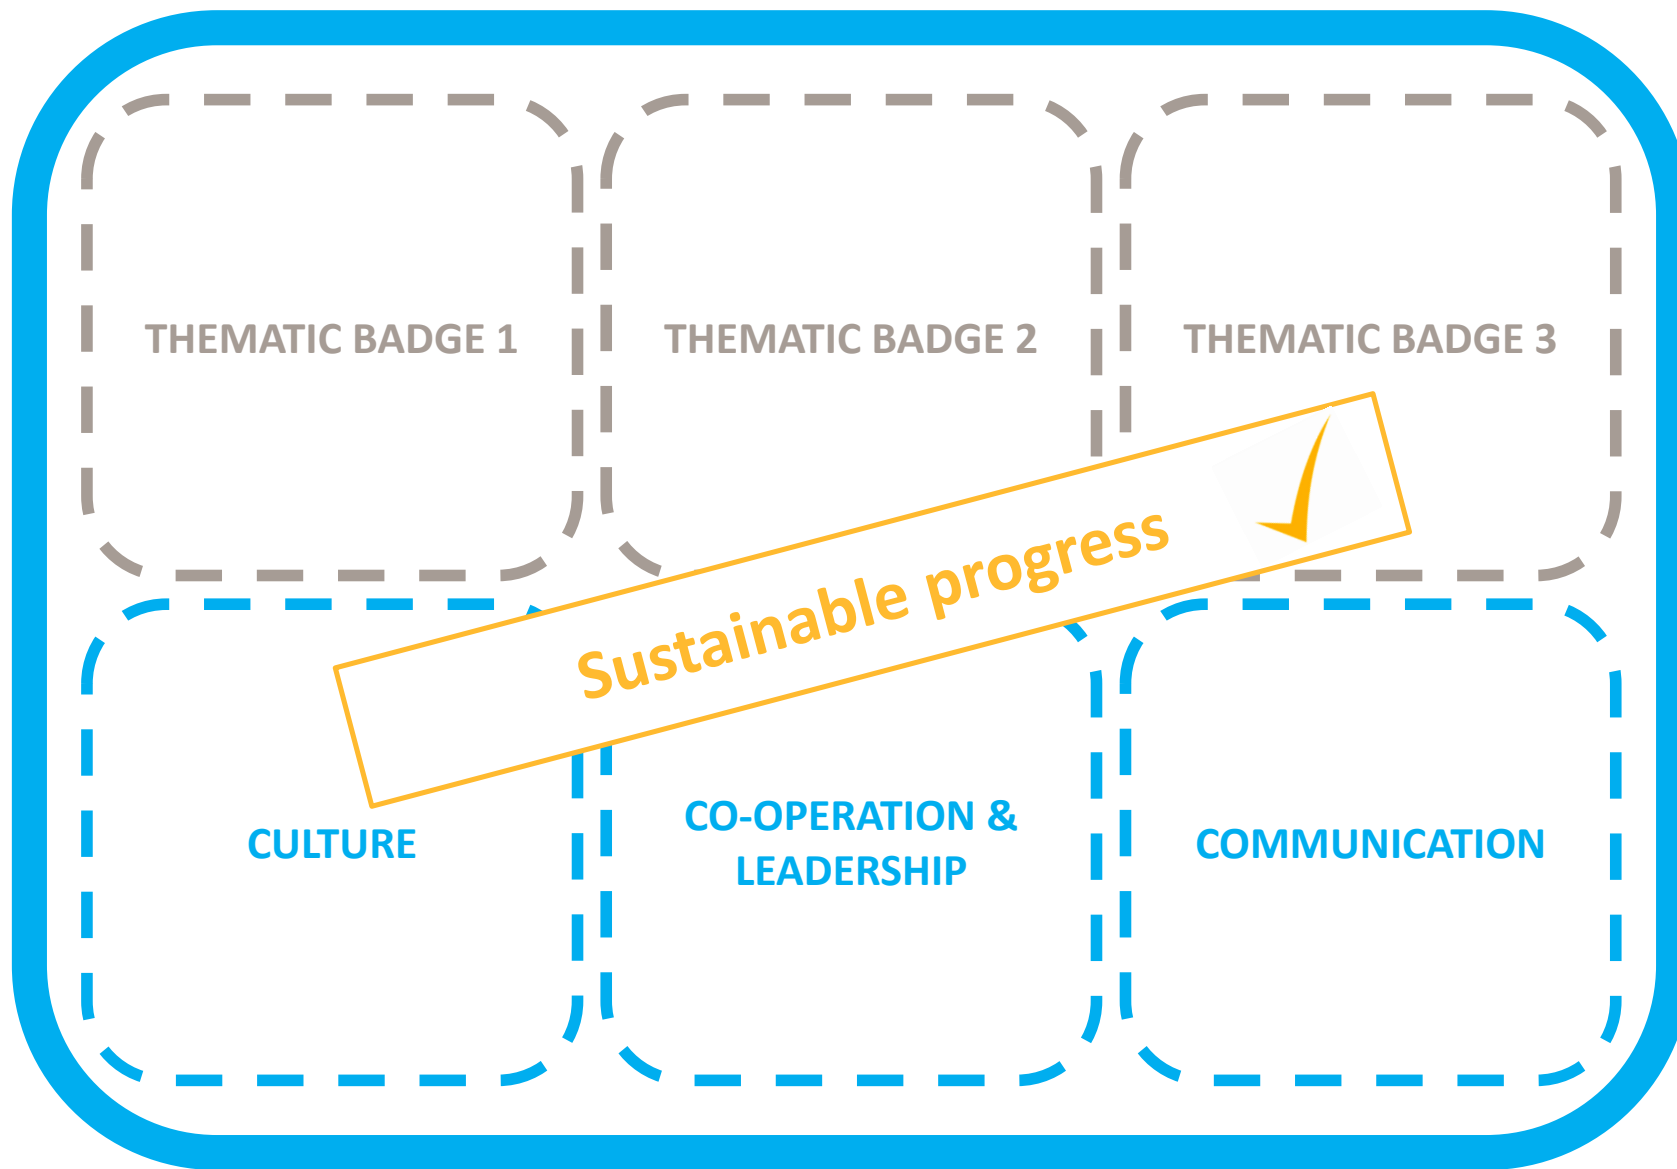 THEMATIC BADGE 1
THEMATIC BADGE 2
THEMATIC BADGE 3
Sustainable progress
CULTURE
CO-OPERATION &
LEADERSHIP
COMMUNICATION